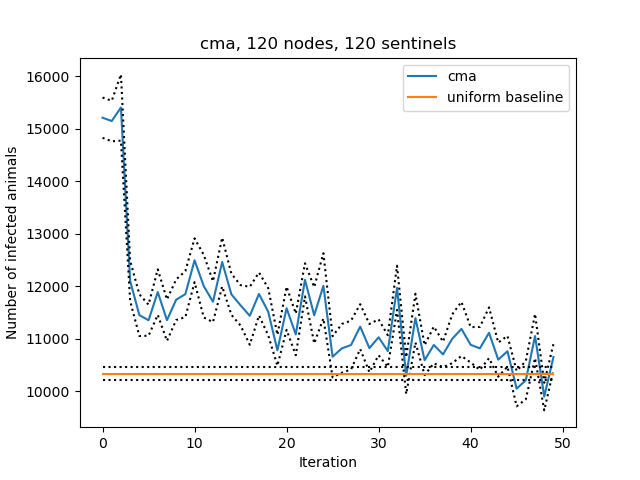 cma, 120 nodes, 120 sentinels
cma
uniform baseline
16000
15000
14000
13000
12000
11000
10000
Number of infected animals
0
10
20
30
40
50
Iteration